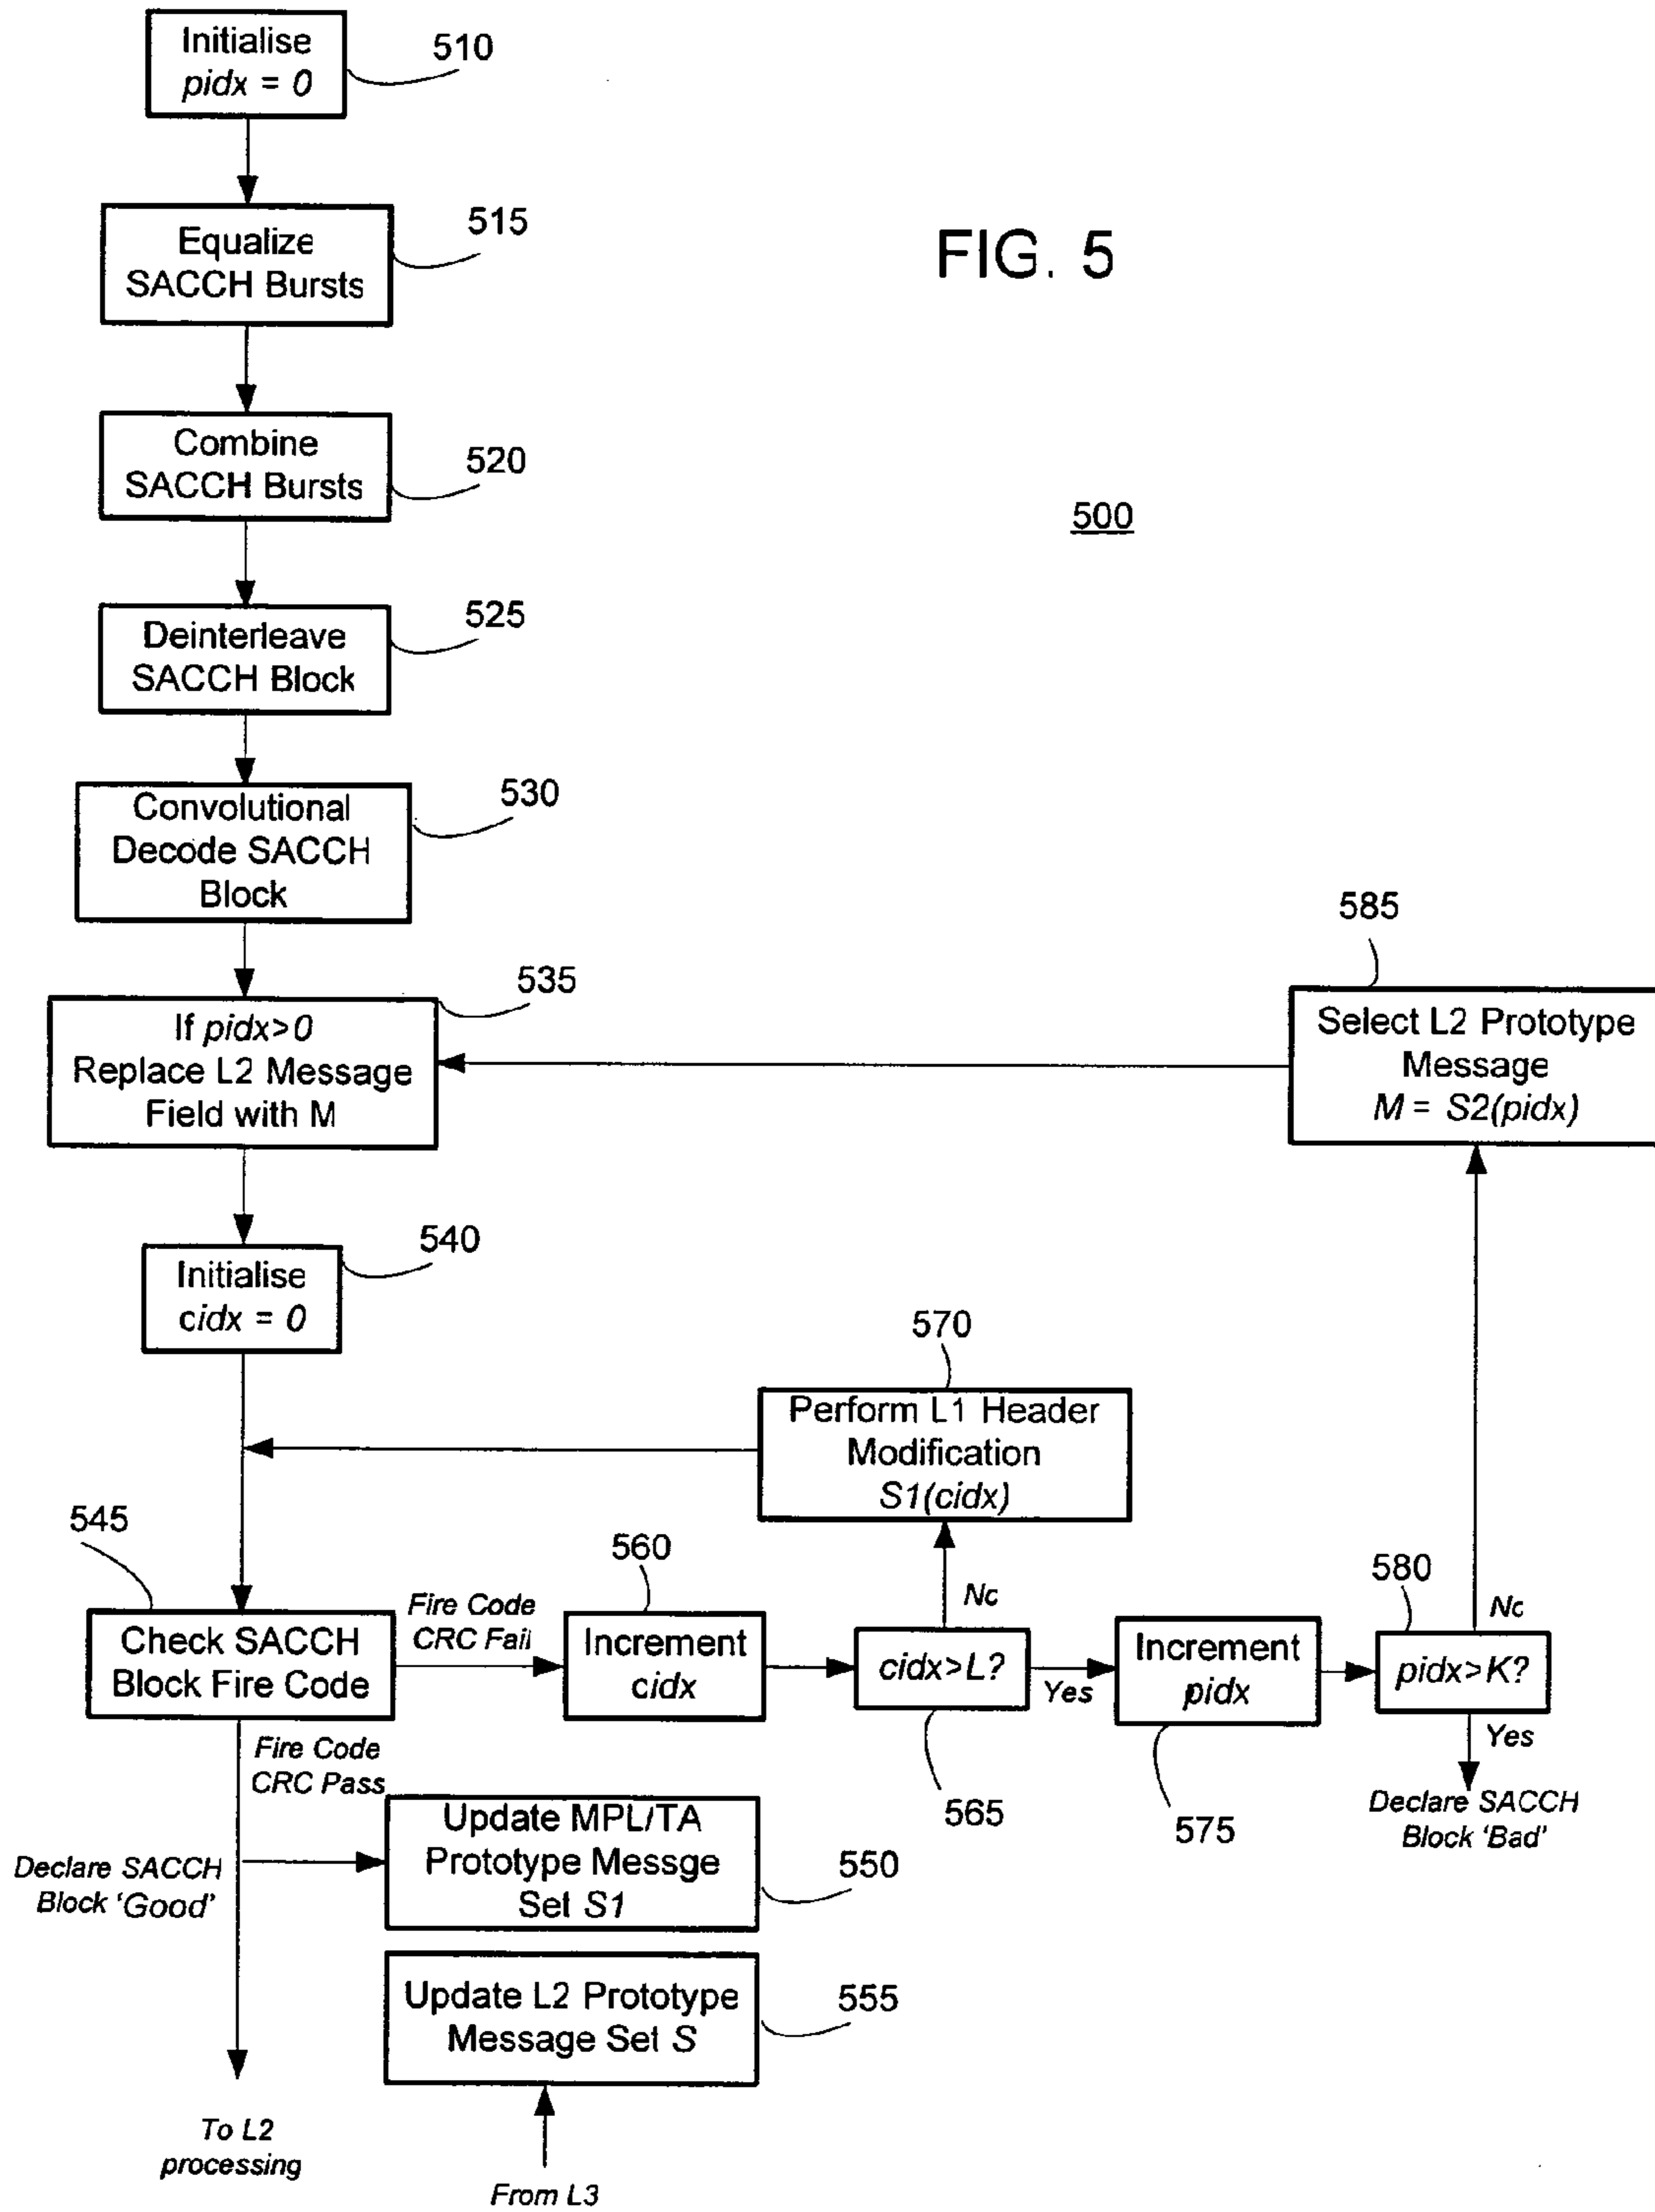 Initialise
pidx = 0
510
Equalize
SACCH Bursts
515
FIG. 5
Combine
SACCH Bursts
520
500
Deinterleave
SACCH Block
525
Convolutional
Decode SACCH
Block
530
If pidx>0
Replace L2 Message
Field with M
535
585
Select L2 Prototype
Message
M = S2(pidx)
Initialise
cidx = 0
540
570
Perform L1 Header
Modification
S1(cidx)
545
Check SACCH
Block Fire Code
Fire Code
CRC Fail
560
Increment
cidx
No
cidx>L?
565
Yes
Increment
pidx
575
580
No
pidx>K?
Yes
Declare SACCH
Block 'Bad'
Fire Code
CRC Pass
Declare SACCH
Block 'Good'
Update MPL/TA
Prototype Messge
Set S1
550
Update L2 Prototype
Message Set S
555
To L2
processing
From L3